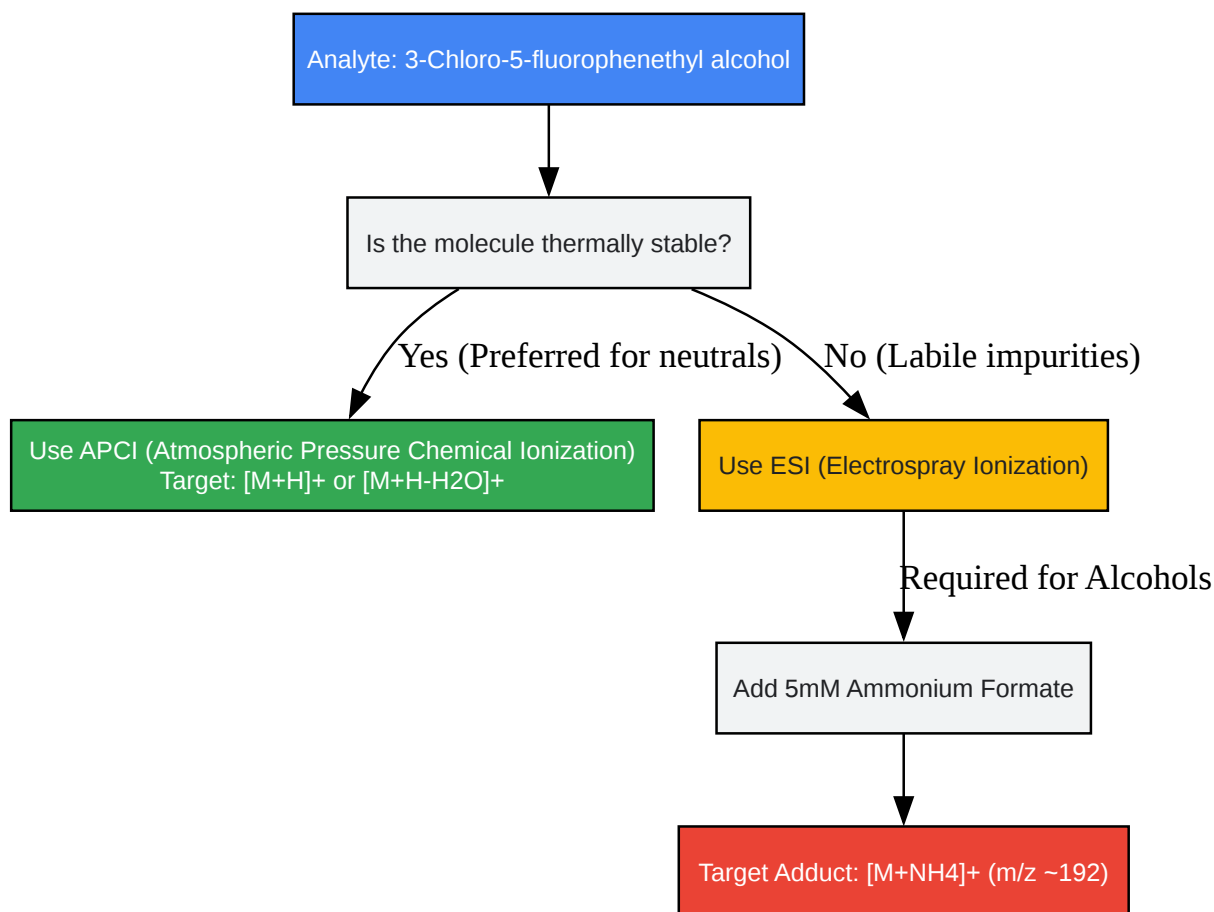 Analyte: 3-Chloro-5-fluorophenethyl alcohol
Is the molecule thermally stable?
Yes (Preferred for neutrals)
No (Labile impurities)
Use APCI (Atmospheric Pressure Chemical Ionization)
Target: [M+H]+ or [M+H-H2O]+
Use ESI (Electrospray Ionization)
Required for Alcohols
Add 5mM Ammonium Formate
Target Adduct: [M+NH4]+ (m/z ~192)